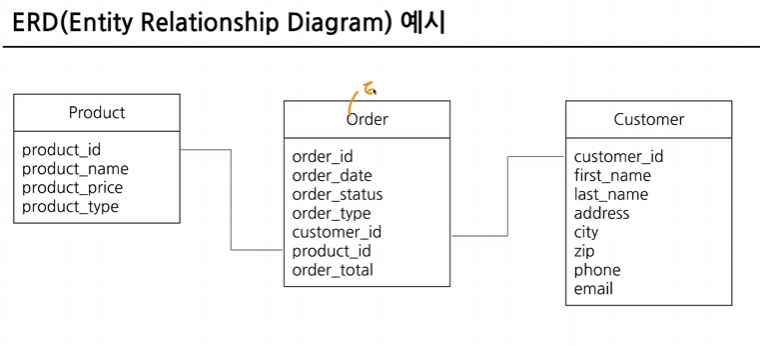 ERD(Entity Relationship Diagram) 예시
Product
product_id
product_name
product_price
product_type
Order
order_id
order_date
order_status
order_type
customer_id
product_id
order_total
Customer
customer_id
first_name
last_name
address
city
zip
phone
email